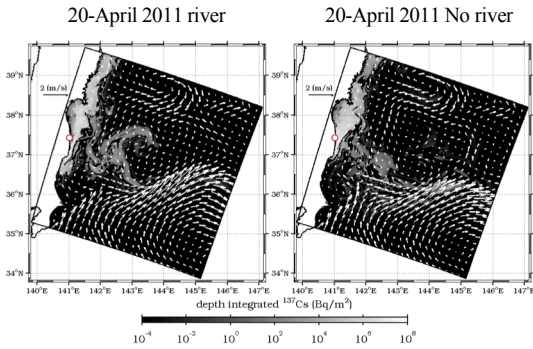 20-April 2011 river
20-April 2011 No river
39°N
38°N
37°N
36°N
35°N
34°N
2 (m/s)
140°E 141°E 142°E 143°E 144°E 145°E 146°E 147°E
39°N
38°N
37°N
36°N
35°N
34°N
2 (m/s)
140°E 141°E 142°E 143°E 144°E 145°E 146°E 147°E
depth integrated ¹³⁷Cs (Bq/m²)
10⁻⁴ 10⁻² 10⁰ 10² 10⁴ 10⁶ 10⁸